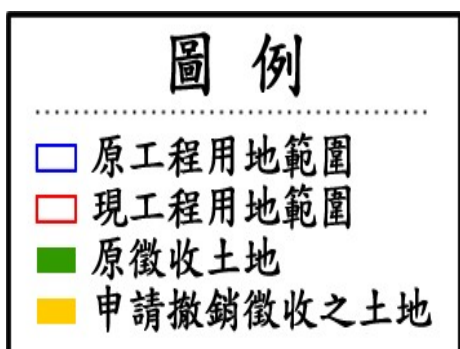 圖例
原工程用地範圍
現工程用地範圍
原徵收土地
申請撤銷徵收之土地